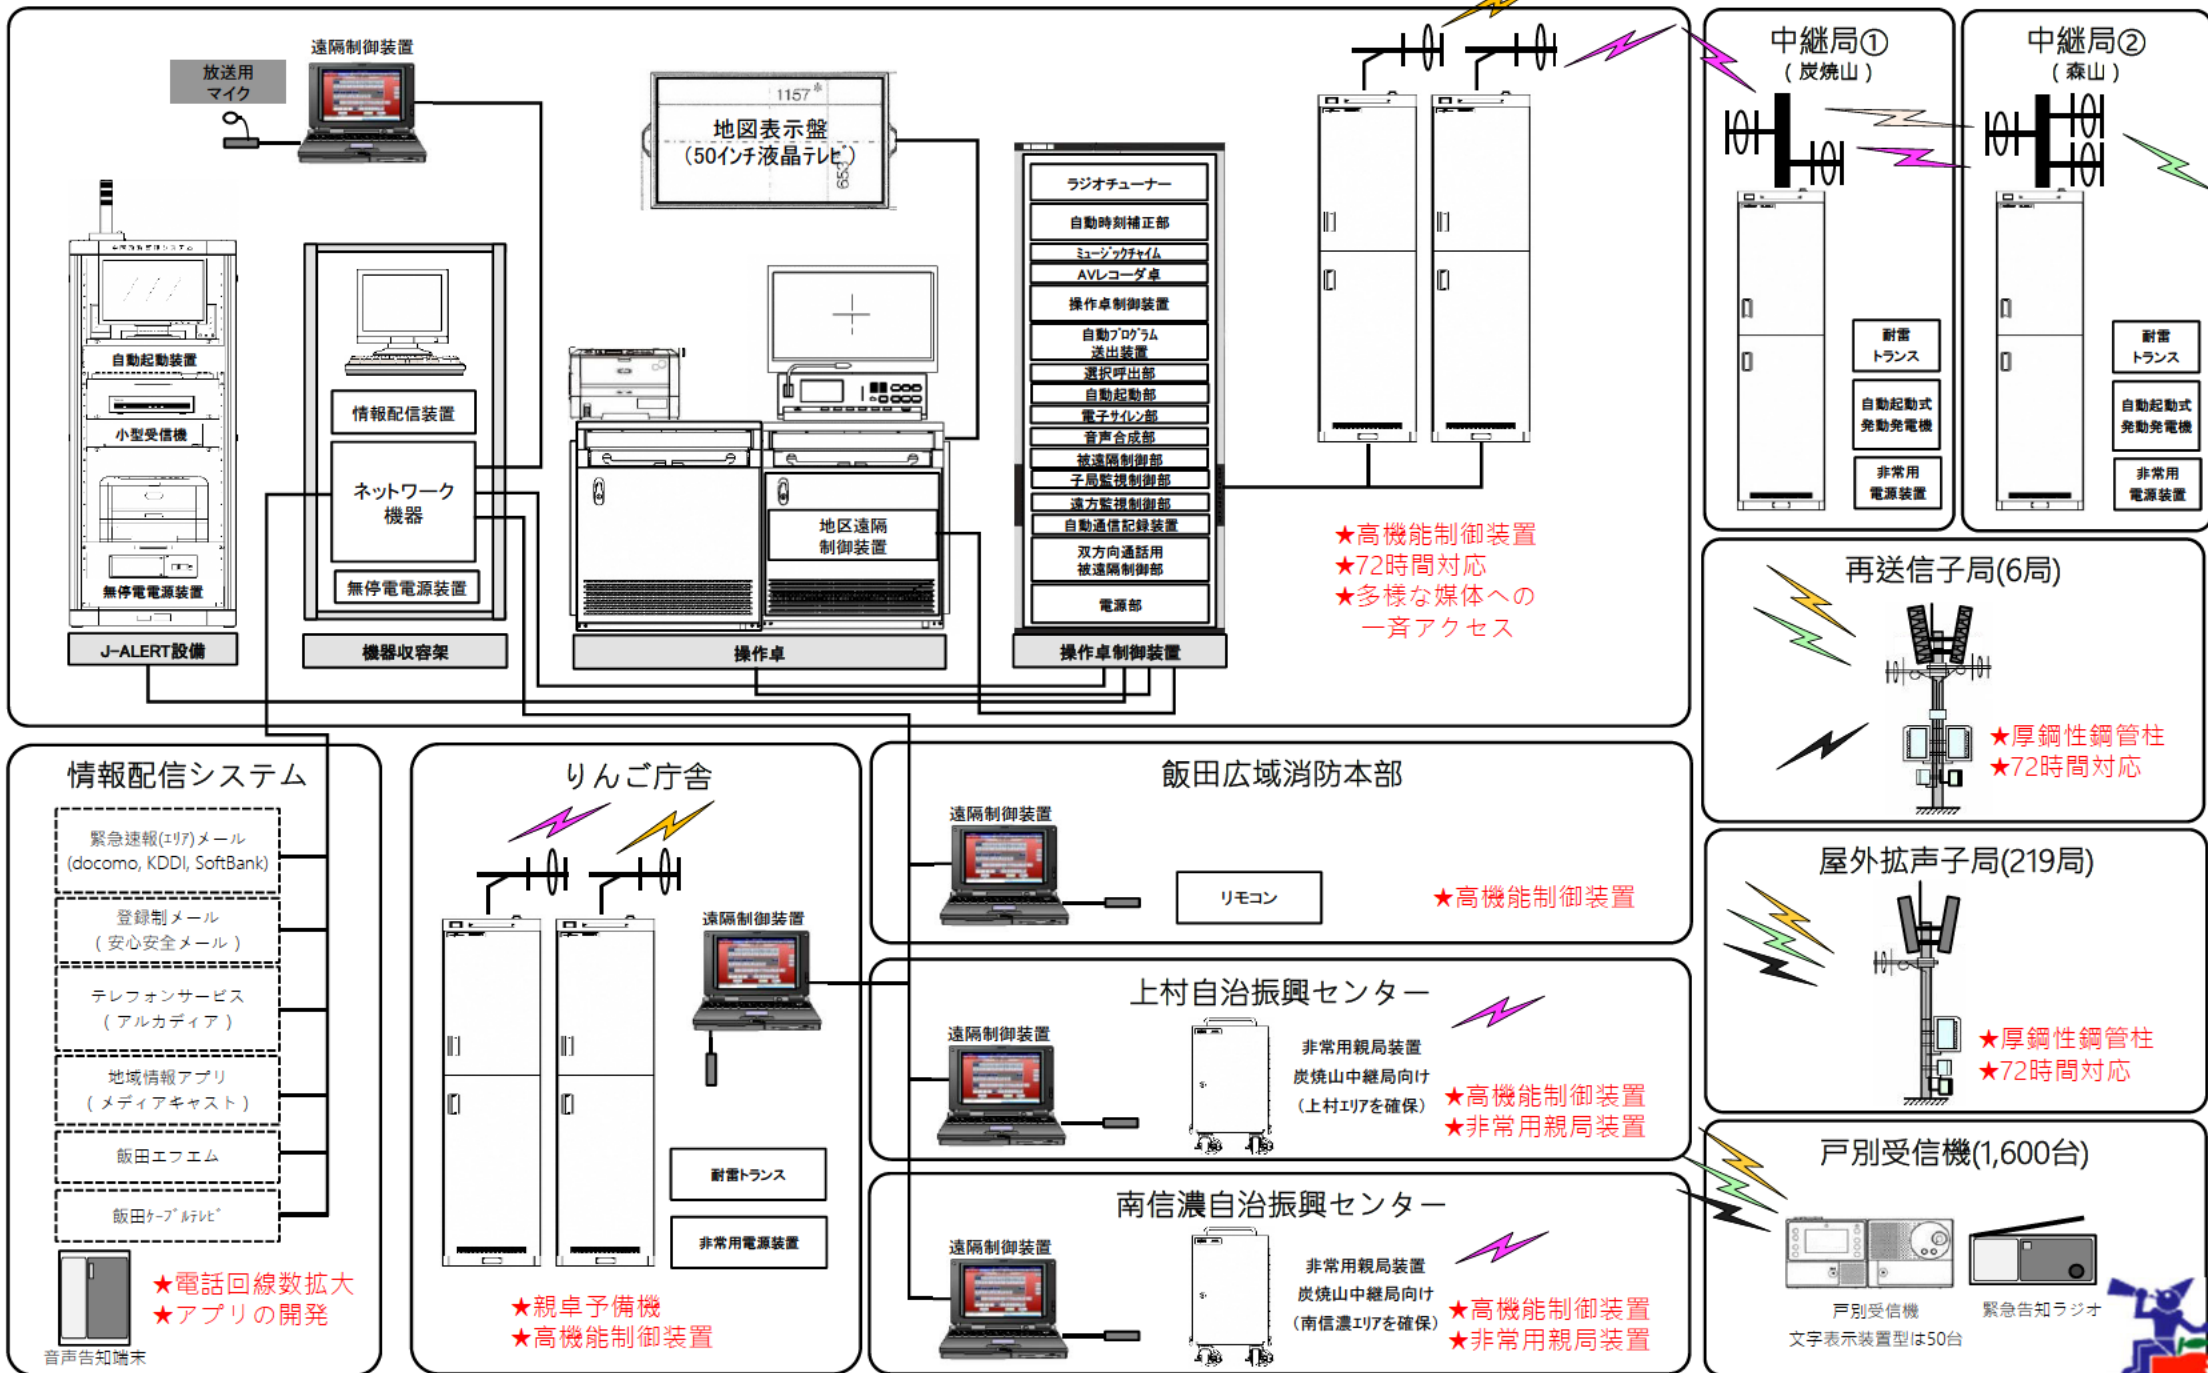 遠隔制御装置
放送用
マイク
1157*
地図表示盤
(50インチ液晶テレビ)
653
自動起動装置
小型受信機
無停電電源装置
J-ALERT設備
情報配信装置
ネットワーク
機器
無停電電源装置
機器収容架
地区遠隔
制御装置
操作卓
ラジオチューナー
自動時刻補正部
ミュージックチャイム
AVレコーダ卓
操作卓制御装置
自動プログラム
送出装置
選択呼出部
自動起動部
電子サイレン部
音声合成部
被遠隔制御部
子局監視制御部
遠方監視制御部
自動通信記録装置
双方向通話用
被遠隔制御部
電源部
操作卓制御装置
★高機能制御装置
★72時間対応
★多様な媒体への
一斉アクセス
中継局①
(炭焼山)
耐雷
トランス
自動起動式
発動発電機
非常用
電源装置
中継局②
(森山)
耐雷
トランス
自動起動式
発動発電機
非常用
電源装置
再送信子局(6局)
★厚鋼性鋼管柱
★72時間対応
屋外拡声子局(219局)
★厚鋼性鋼管柱
★72時間対応
戸別受信機(1,600台)
戸別受信機
文字表示装置型は50台
緊急告知ラジオ
情報配信システム
緊急速報(エリア)メール
(docomo, KDDI, SoftBank)
登録制メール
(安心安全メール)
テレフォンサービス
(アルカディア)
地域情報アプリ
(メディアキャスト)
飯田エフエム
飯田ケーブルテレビ
★電話回線数拡大
★アプリの開発
音声告知端末
りんご庁舎
遠隔制御装置
耐雷トランス
非常用電源装置
★親卓予備機
★高機能制御装置
飯田広域消防本部
遠隔制御装置
リモコン
★高機能制御装置
上村自治振興センター
遠隔制御装置
非常用親局装置
炭焼山中継局向け
(上村エリアを確保)
★高機能制御装置
★非常用親局装置
南信濃自治振興センター
遠隔制御装置
非常用親局装置
炭焼山中継局向け
(南信濃エリアを確保)
★高機能制御装置
★非常用親局装置